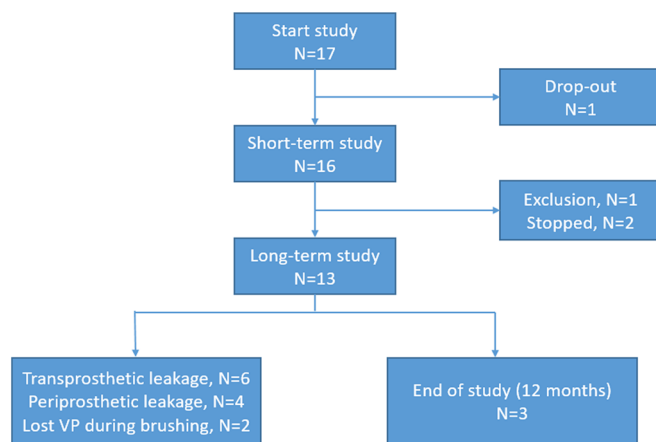 Start study
N=17
Drop-out
N=1
Short-term study
N=16
Exclusion, N=1
Stopped, N=2
Long-term study
N=13
Transprosthetic leakage, N=6
Periprosthetic leakage, N=4
Lost VP during brushing, N=2
End of study (12 months)
N=3